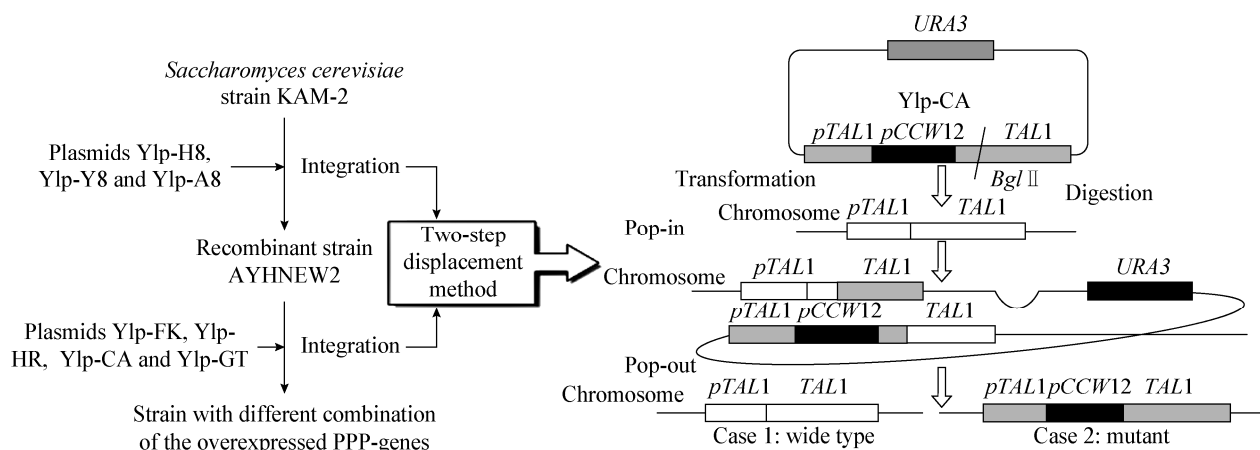 Saccharomyces cerevisiae
strain KAM-2
Plasmids Ylp-H8,
Ylp-Y8 and Ylp-A8
Integration
Recombinant strain
AYHNEW2
Plasmids Ylp-FK, Ylp-
HR, Ylp-CA and Ylp-GT
Integration
Strain with different combination
of the overexpressed PPP-genes
Two-step
displacement
method
URA3
Ylp-CA
pTAL1 pCCW12 TAL1
Transformation
Bgl II
Digestion
Pop-in
Chromosome
pTAL1 TAL1
Chromosome
pTAL1 TAL1 URA3
pTAL1 pCCW12 TAL1
Pop-out
Chromosome
pTAL1 TAL1
Case 1: wide type
pTAL1 pCCW12 TAL1
Case 2: mutant